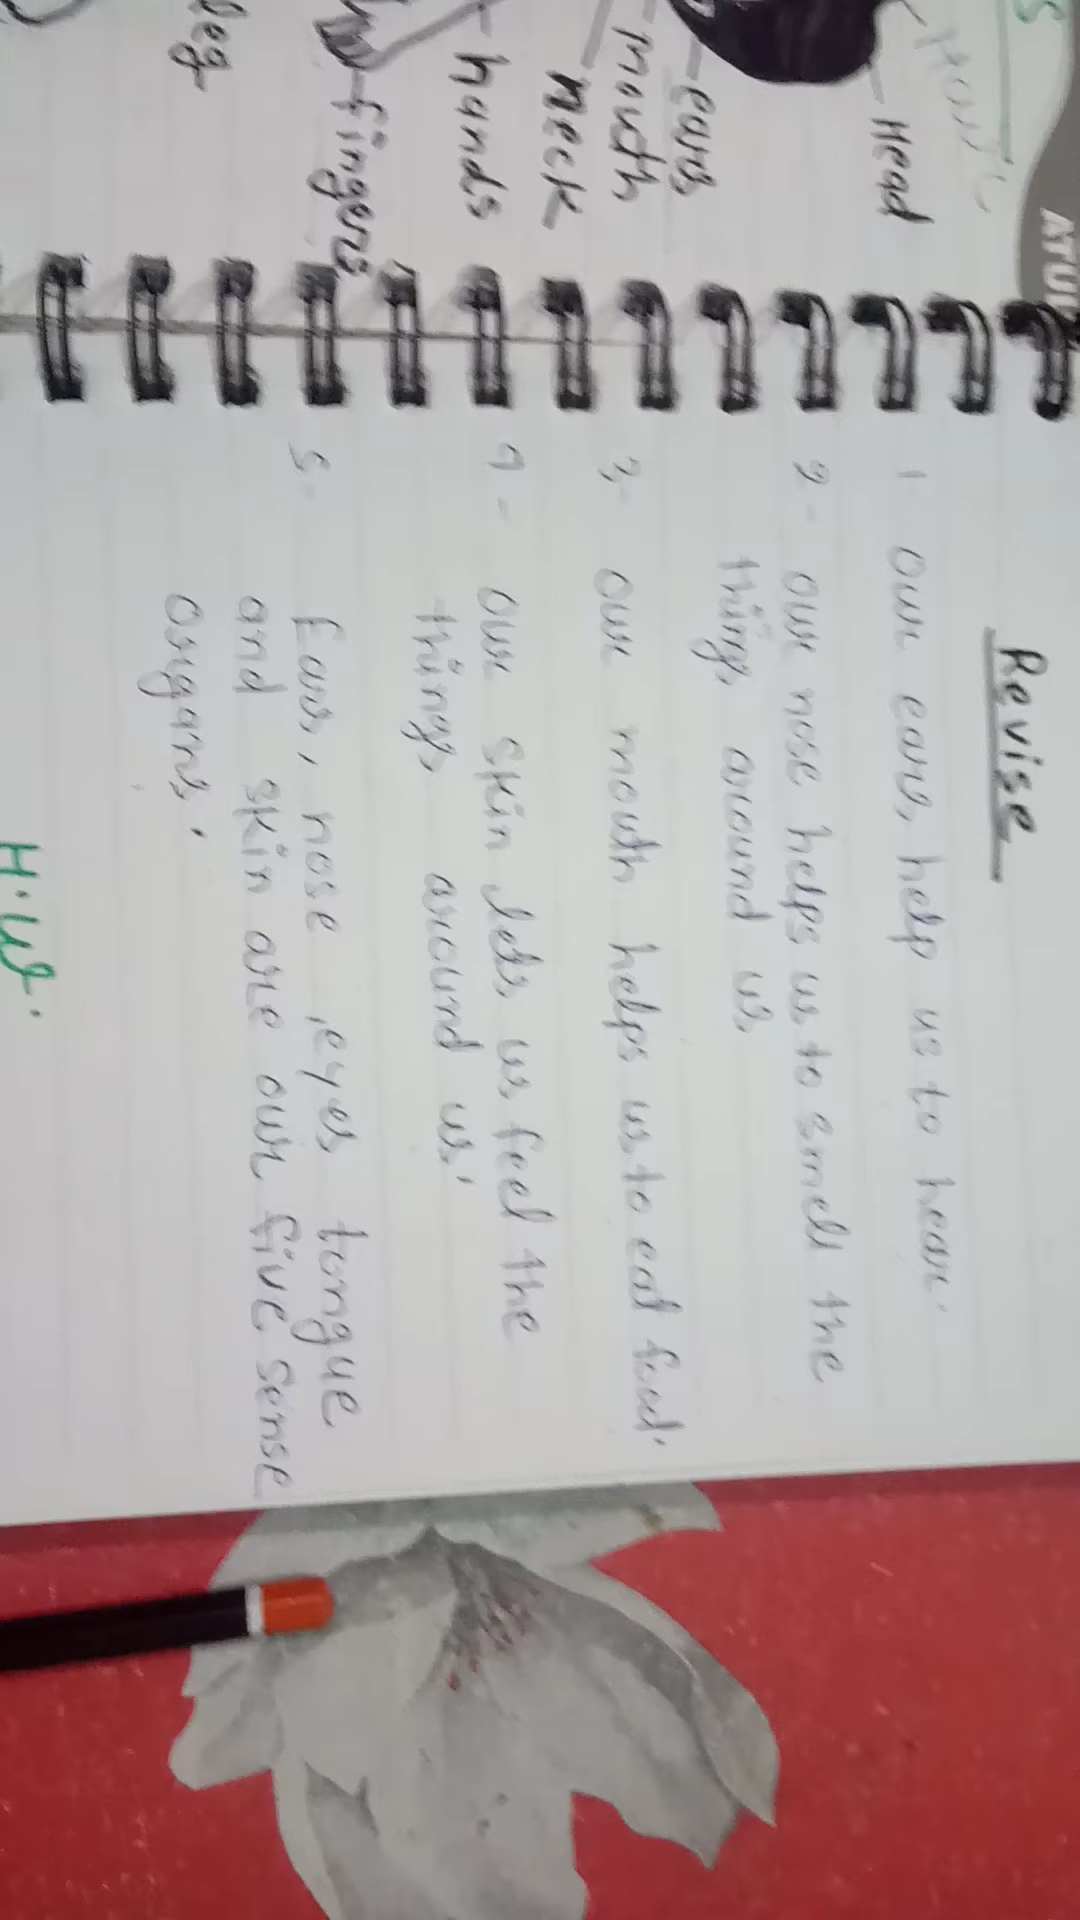 Hair
Head
ears
mouth
neck
hands
fingers
leg
ATUL
Revise
1- our ears help us to hear.
2- our nose helps us to smell the
things around us
3- our mouth helps us to eat food.
4- our skin lets us feel the
things around us.
5- Ears, nose, eyes tongue
and skin are our five sense
organs.
H.W.